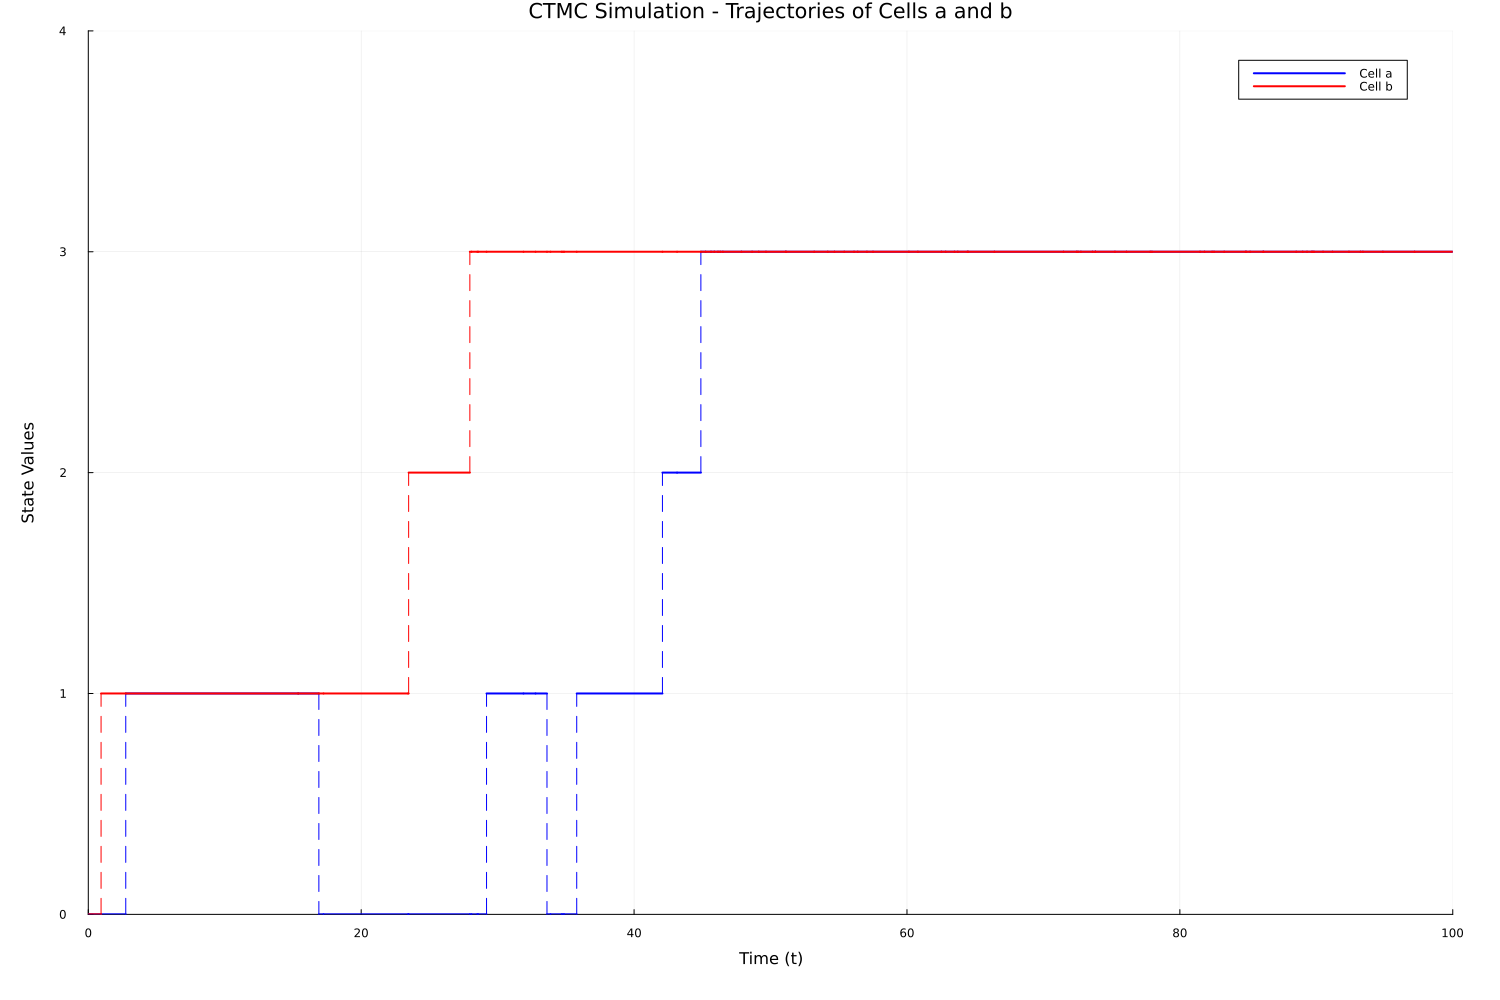 CTMC Simulation - Trajectories of Cells a and b
4
Cell a
Cell b
3
State Values
2
1
0
0 20 40 60 80 100
Time (t)